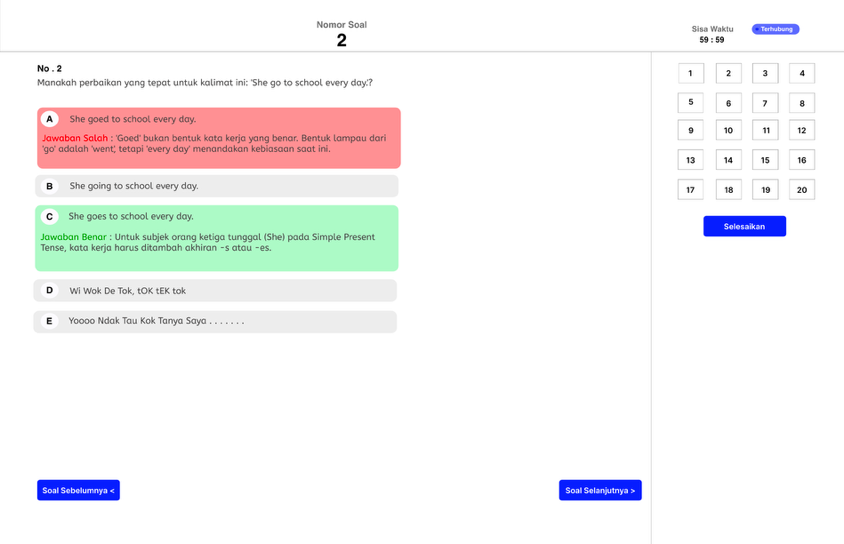 Nomor Soal
2
Sisa Waktu
59 : 59
Terhubung
No . 2
Manakah perbaikan yang tepat untuk kalimat ini: 'She go to school every day.'?
A She goed to school every day.
Jawaban Salah : 'Goed' bukan bentuk kata kerja yang benar. Bentuk lampau dari
'go' adalah 'went', tetapi 'every day' menandakan kebiasaan saat ini.
B She going to school every day.
C She goes to school every day.
Jawaban Benar : Untuk subjek orang ketiga tunggal (She) pada Simple Present
Tense, kata kerja harus ditambah akhiran -s atau -es.
D Wi Wok De Tok, tOK tEK tok
E Yoooo Ndak Tau Kok Tanya Saya . . . . . . .
Soal Sebelumnya <
Soal Selanjutnya >
1 2 3 4
5 6 7 8
9 10 11 12
13 14 15 16
17 18 19 20
Selesaikan